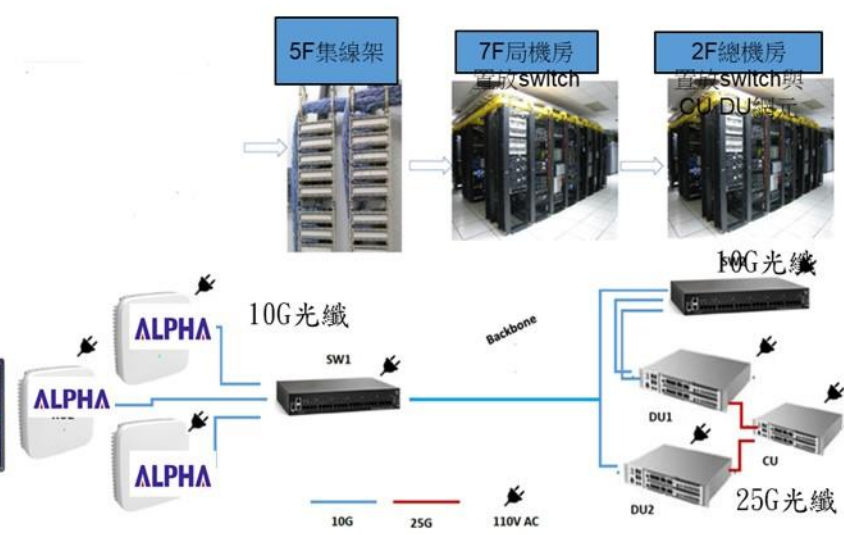 5F集線架
7F局機房
置放switch
2F總機房
置放switch與
CU DU網元
10G光纖
ALPHA
10G光纖
Backbone
SW1
ALPHA
DU1
CU
ALPHA
25G光纖
DU2
10G
25G
110V AC